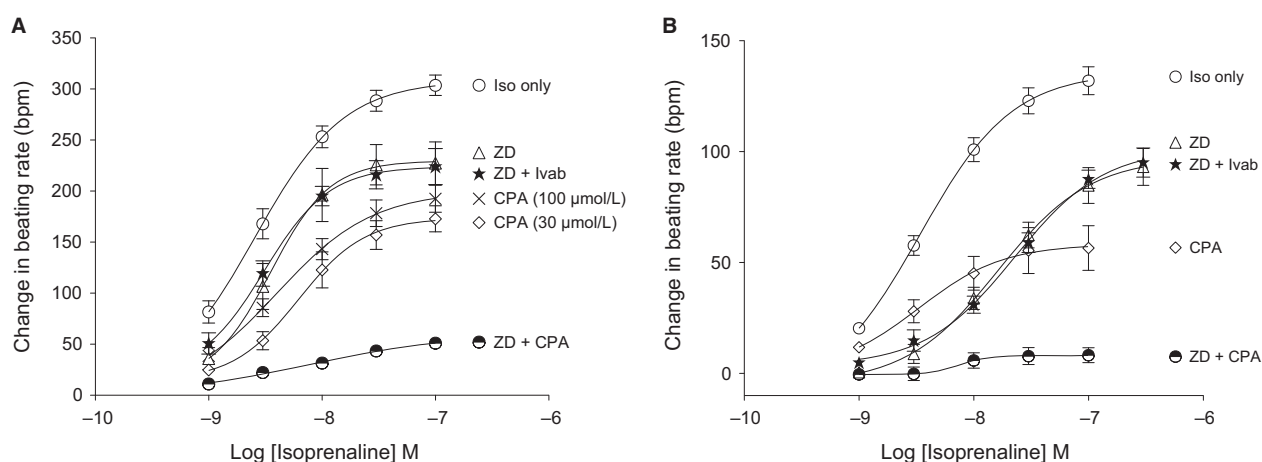 A
350
300
250
200
150
100
50
0
Change in beating rate (bpm)
Iso only
ZD
ZD + Ivab
CPA (100 μmol/L)
CPA (30 μmol/L)
ZD + CPA
–10
–9
–8
–7
–6
Log [Isoprenaline] M
B
150
100
50
0
Change in beating rate (bpm)
Iso only
ZD
ZD + Ivab
CPA
ZD + CPA
–10
–9
–8
–7
–6
Log [Isoprenaline] M